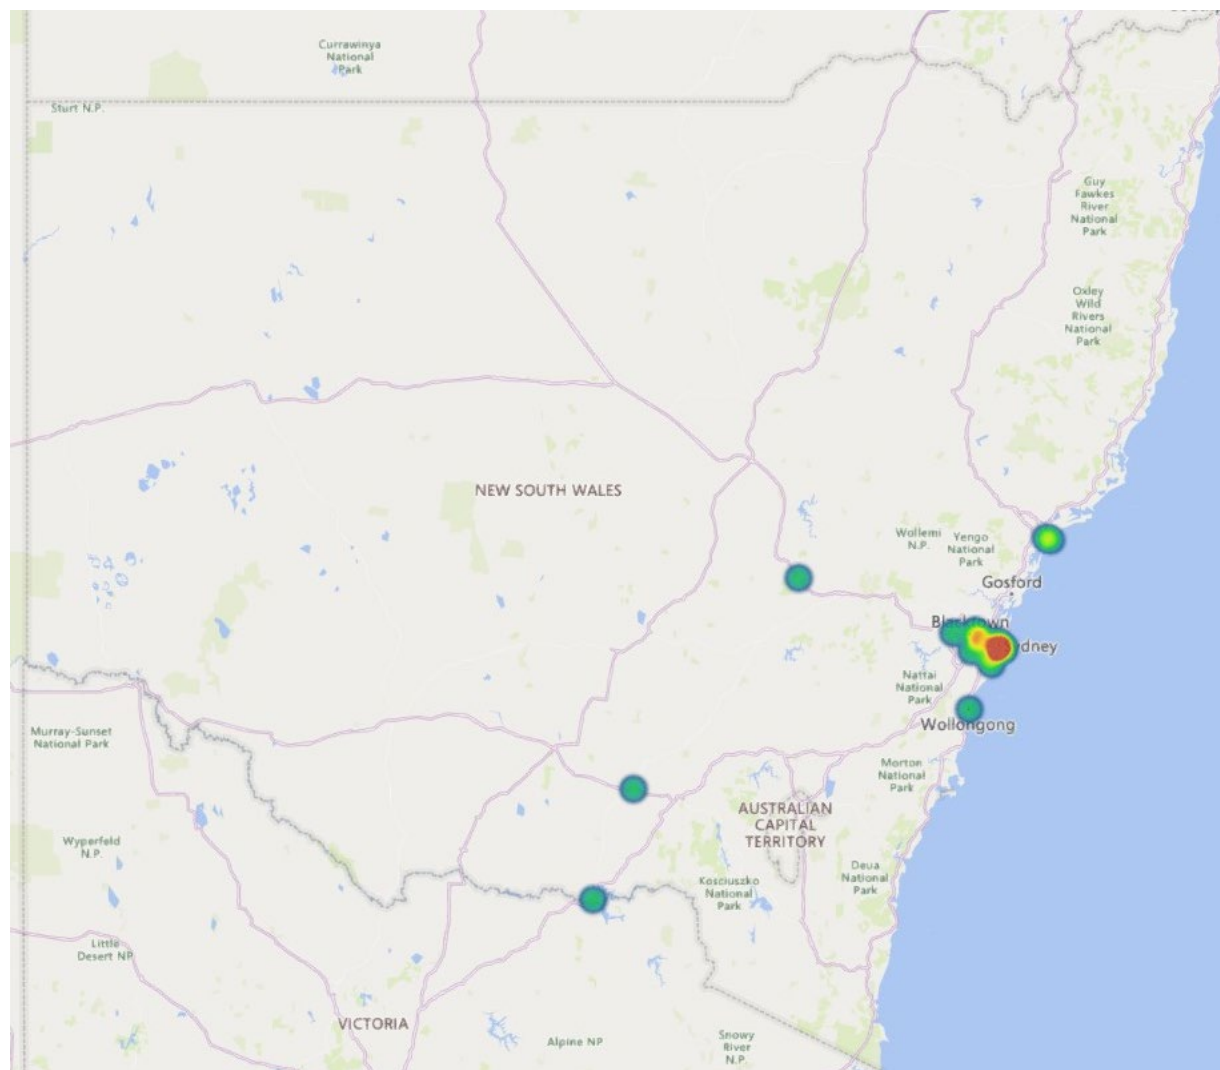 Currawinya
National
Park
Sturt N.P.
Guy
Fawkes
River
National
Park
Oxley
Wild
Rivers
National
Park
NEW SOUTH WALES
Wollemi
N.P.
Yengo
National
Park
Gosford
Blacktown
ydney
Nattai
National
Park
Wollongong
Murray-Sunset
National Park
Morton
National
Park
AUSTRALIAN
CAPITAL
TERRITORY
Wyperfeld
N.P.
Deua
National
Park
Kosciuszko
National
Park
Little
Desert NP
VICTORIA
Alpine NP
Snowy
River
N.P.